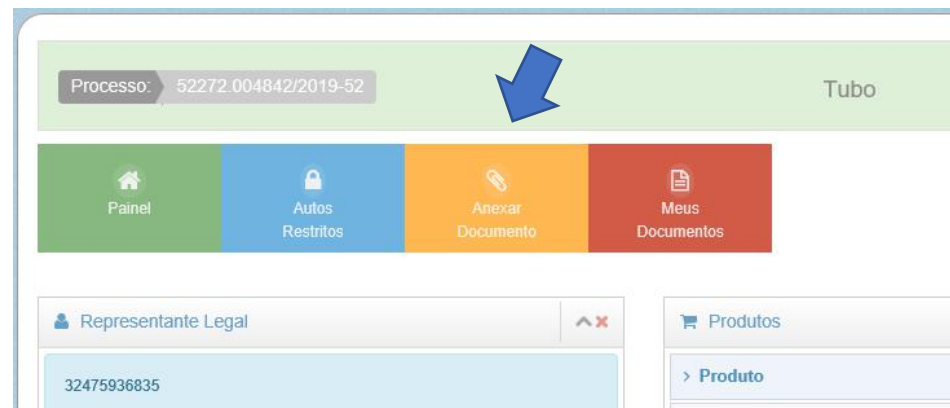 Processo: 52272.004842/2019-52 Tubo
Painel
Autos
Restritos
Anexar
Documento
Meus
Documentos
Representante Legal
32475936835
Produtos
Produto